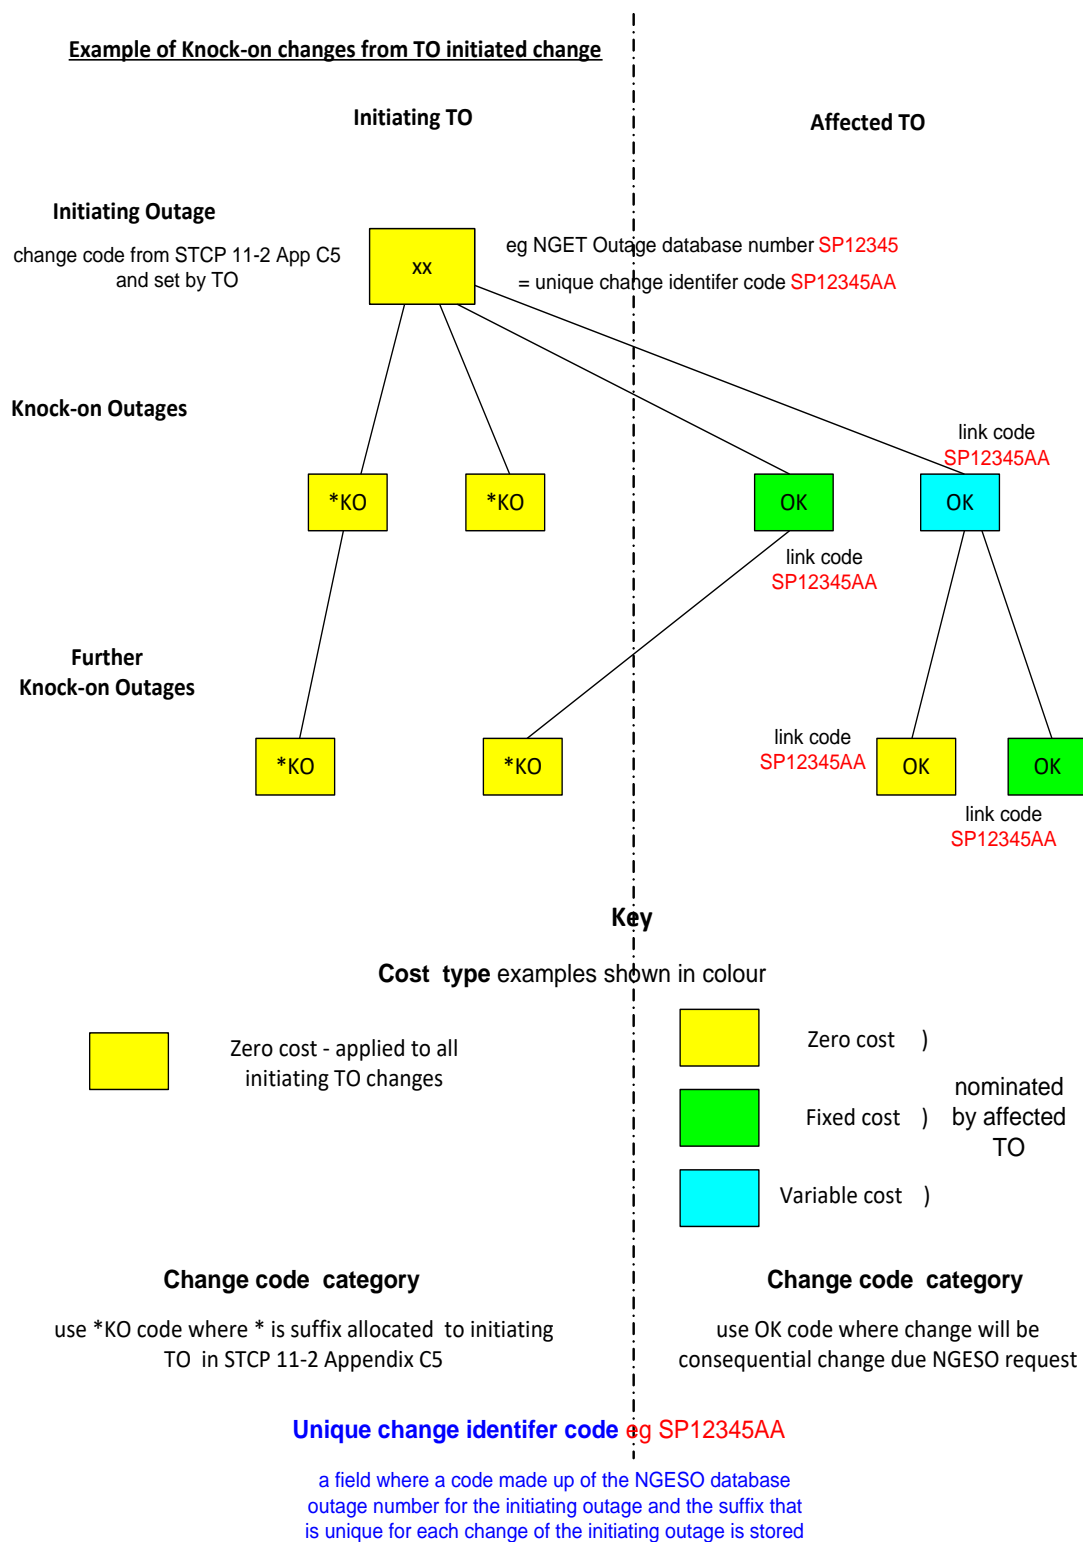 Example of Knock-on changes from TO initiated change
Initiating TO
Affected TO
Initiating Outage
change code from STCP 11-2 App C5
and set by TO
xx
eg NGET Outage database number SP12345
= unique change identifer code SP12345AA
Knock-on Outages
link code
SP12345AA
*KO
*KO
OK
OK
link code
SP12345AA
Further
Knock-on Outages
link code
SP12345AA
*KO
*KO
OK
OK
link code
SP12345AA
Key
Cost type examples shown in colour
Zero cost - applied to all
initiating TO changes
Zero cost )
Fixed cost )
Variable cost )
nominated
by affected
TO
Change code category
use *KO code where * is suffix allocated to initiating
TO in STCP 11-2 Appendix C5
Change code category
use OK code where change will be
consequential change due NGESO request
Unique change identifer code eg SP12345AA
a field where a code made up of the NGESO database
outage number for the initiating outage and the suffix that
is unique for each change of the initiating outage is stored